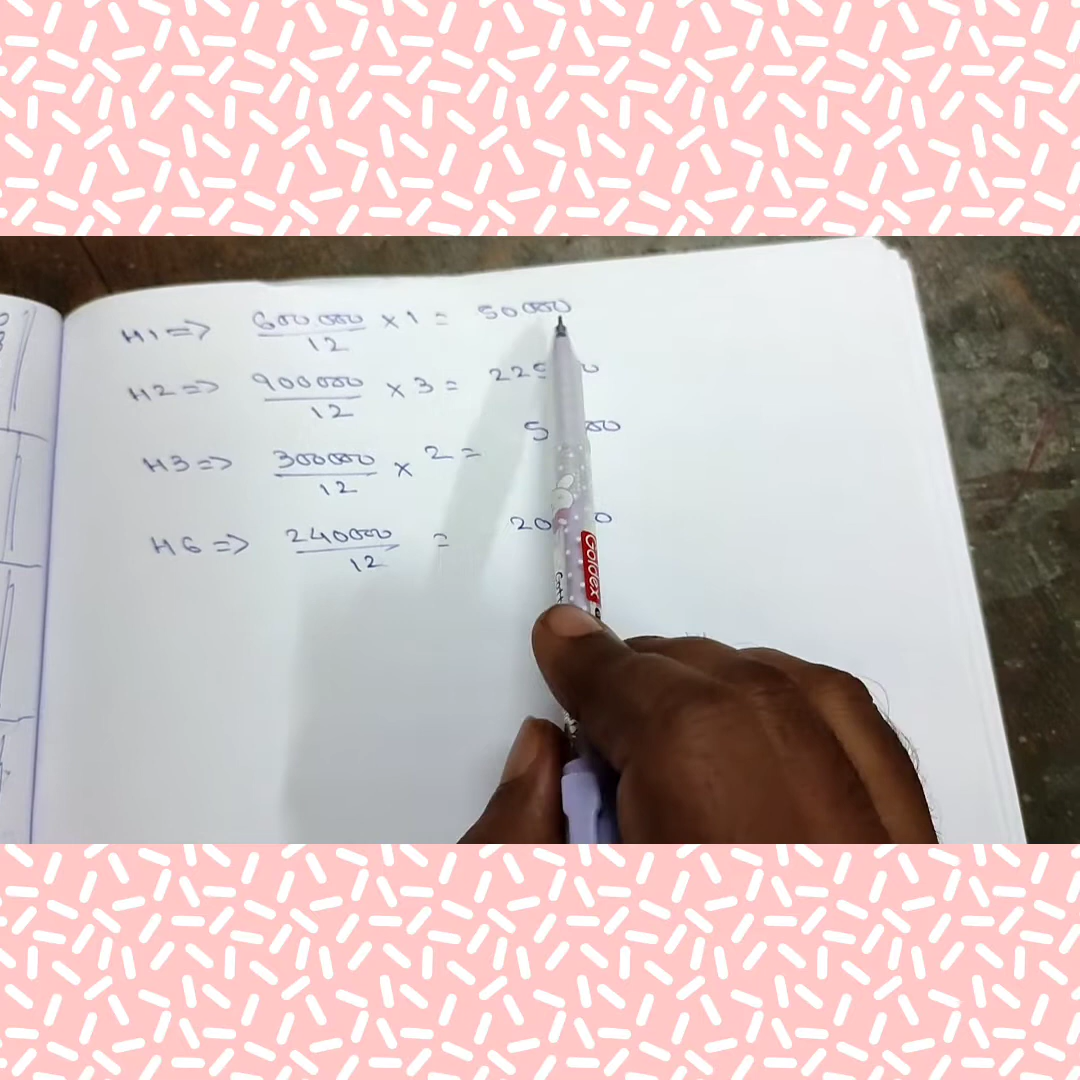 H1 => 600000/12 × 1 = 50000
H2 => 900000/12 × 3 =
H3 => 300000/12 × 2 =
H6 => 240000/12 =
Goldex